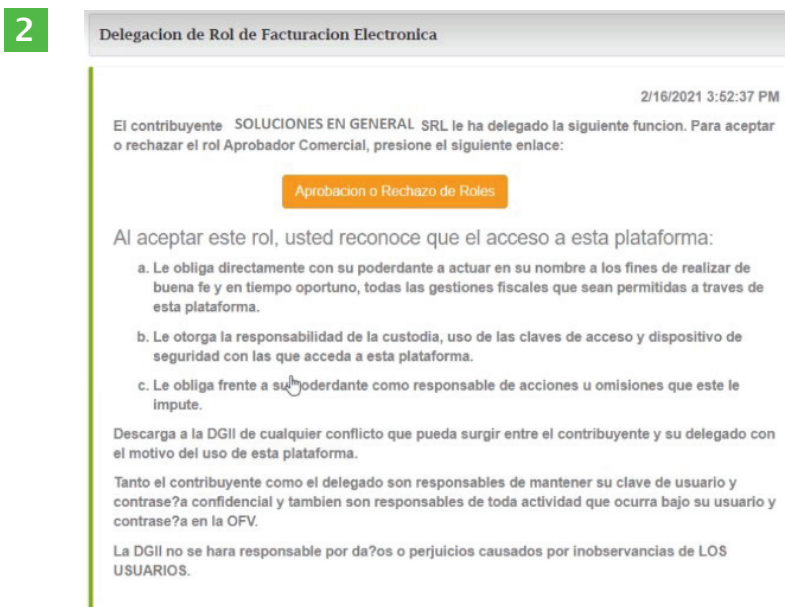 2
Delegacion de Rol de Facturacion Electronica
2/16/2021 3:52:37 PM
El contribuyente SOLUCIONES EN GENERAL SRL le ha delegado la siguiente funcion. Para aceptar
o rechazar el rol Aprobador Comercial, presione el siguiente enlace:
Aprobacion o Rechazo de Roles
Al aceptar este rol, usted reconoce que el acceso a esta plataforma:
a. Le obliga directamente con su poderdante a actuar en su nombre a los fines de realizar de
buena fe y en tiempo oportuno, todas las gestiones fiscales que sean permitidas a traves de
esta plataforma.
b. Le otorga la responsabilidad de la custodia, uso de las claves de acceso y dispositivo de
seguridad con las que acceda a esta plataforma.
c. Le obliga frente a su poderdante como responsable de acciones u omisiones que este le
impute.
Descarga a la DGII de cualquier conflicto que pueda surgir entre el contribuyente y su delegado con
el motivo del uso de esta plataforma.
Tanto el contribuyente como el delegado son responsables de mantener su clave de usuario y
contrase?a confidencial y tambien son responsables de toda actividad que ocurra bajo su usuario y
contrase?a en la OFV.
La DGII no se hara responsable por da?os o perjuicios causados por inobservancias de LOS
USUARIOS.